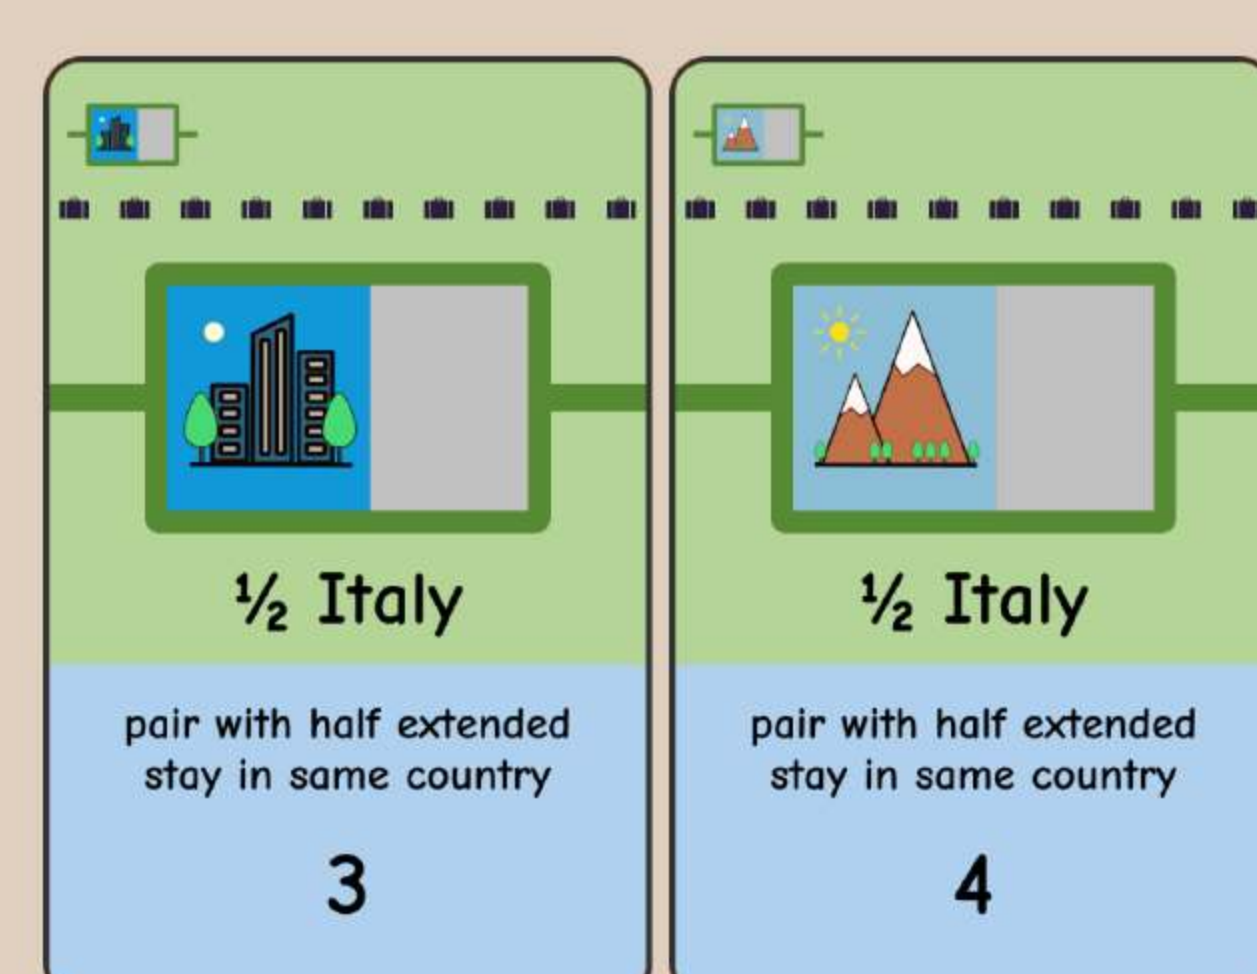 ½ Italy
pair with half extended
stay in same country
3
½ Italy
pair with half extended
stay in same country
4